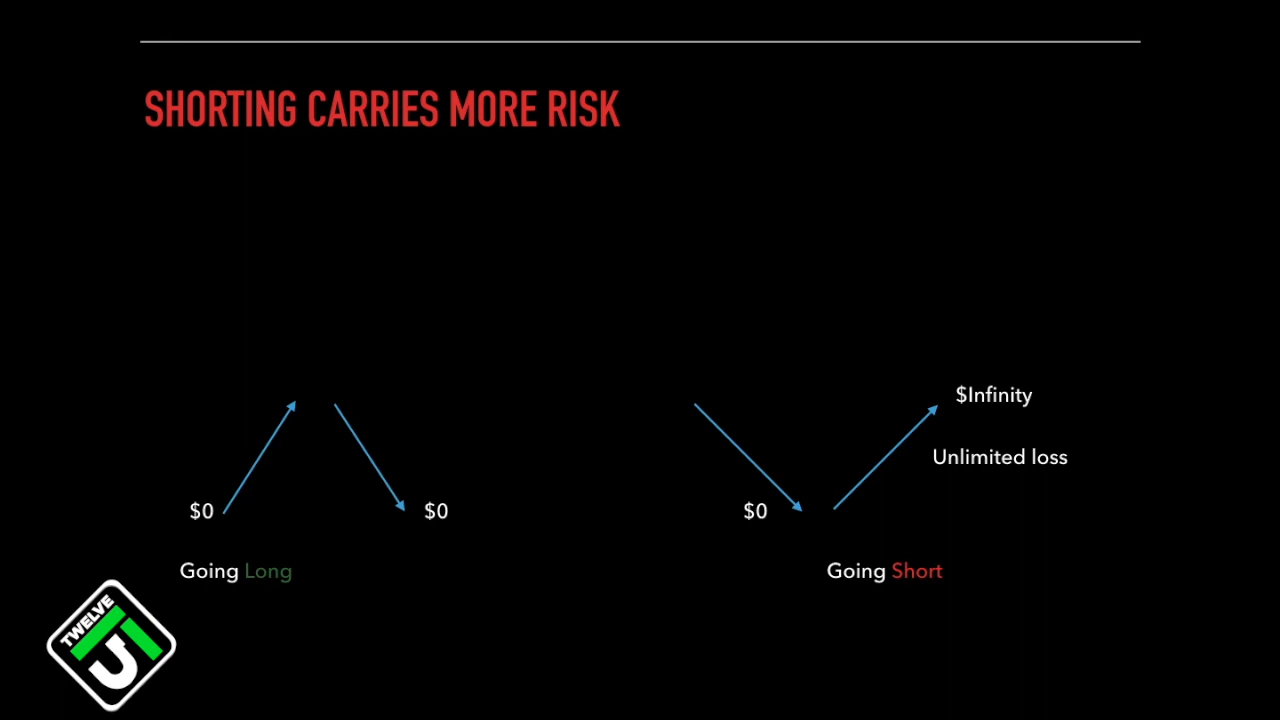 SHORTING CARRIES MORE RISK
$Infinity
Unlimited loss
$0
$0
$0
Going Long
Going Short
TWELVE
U